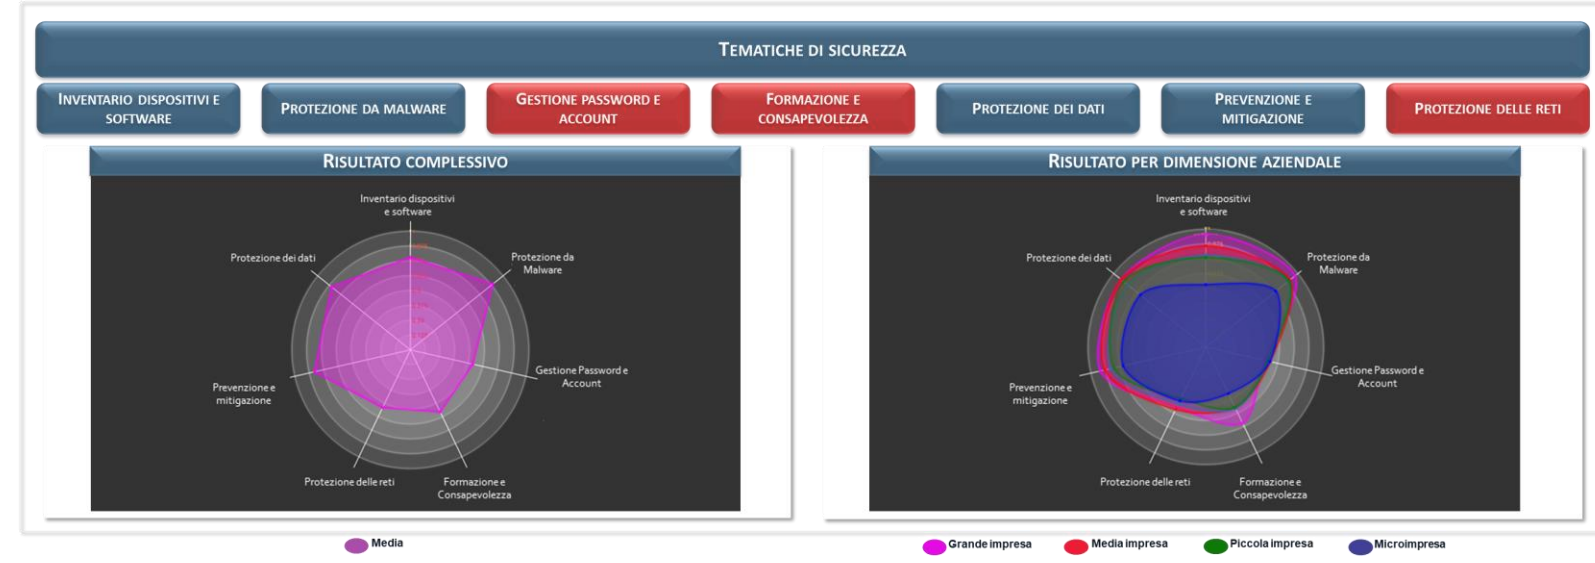 TEMATICHE DI SICUREZZA
INVENTARIO DISPOSITIVI E
SOFTWARE
PROTEZIONE DA MALWARE
GESTIONE PASSWORD E
ACCOUNT
FORMAZIONE E
CONSAPEVOLEZZA
PROTEZIONE DEI DATI
PREVENZIONE E
MITIGAZIONE
PROTEZIONE DELLE RETI
RISULTATO COMPLESSIVO
Inventario dispositivi
e software
Protezione da
Malware
Gestione Password e
Account
Formazione e
Consapevolezza
Protezione delle reti
Prevenzione e
mitigazione
Protezione dei dati
Media
RISULTATO PER DIMENSIONE AZIENDALE
Inventario dispositivi
e software
Protezione da
Malware
Gestione Password e
Account
Formazione e
Consapevolezza
Protezione delle reti
Prevenzione e
mitigazione
Protezione dei dati
Grande impresa
Media impresa
Piccola impresa
Microimpresa